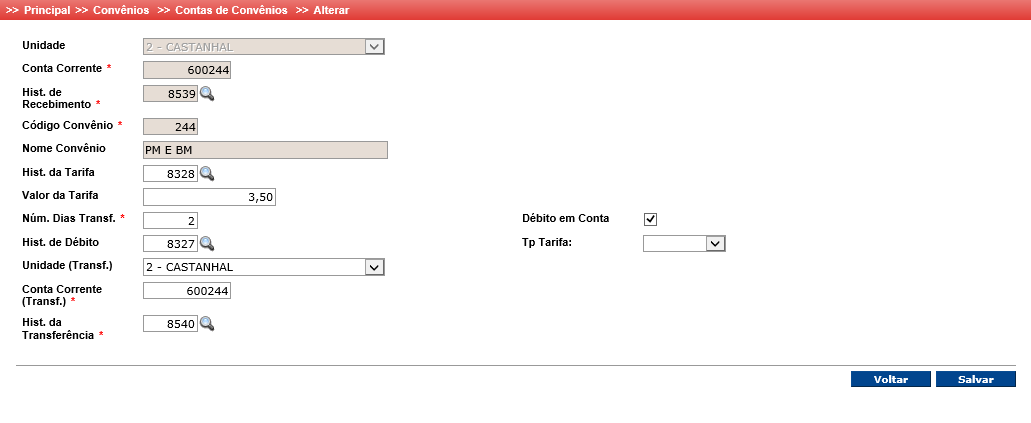 >> Principal >> Convênios >> Contas de Convênios >> Alterar
Unidade 2 - CASTANHAL
Conta Corrente * 600244
Hist. de
Recebimento * 8539
Código Convênio * 244
Nome Convênio PM E BM
Hist. da Tarifa 8328
Valor da Tarifa 3,50
Núm. Dias Transf. * 2 Débito em Conta
Hist. de Débito 8327 Tp Tarifa:
Unidade (Transf.) 2 - CASTANHAL
Conta Corrente
(Transf.) * 600244
Hist. da
Transferência * 8540
Voltar Salvar